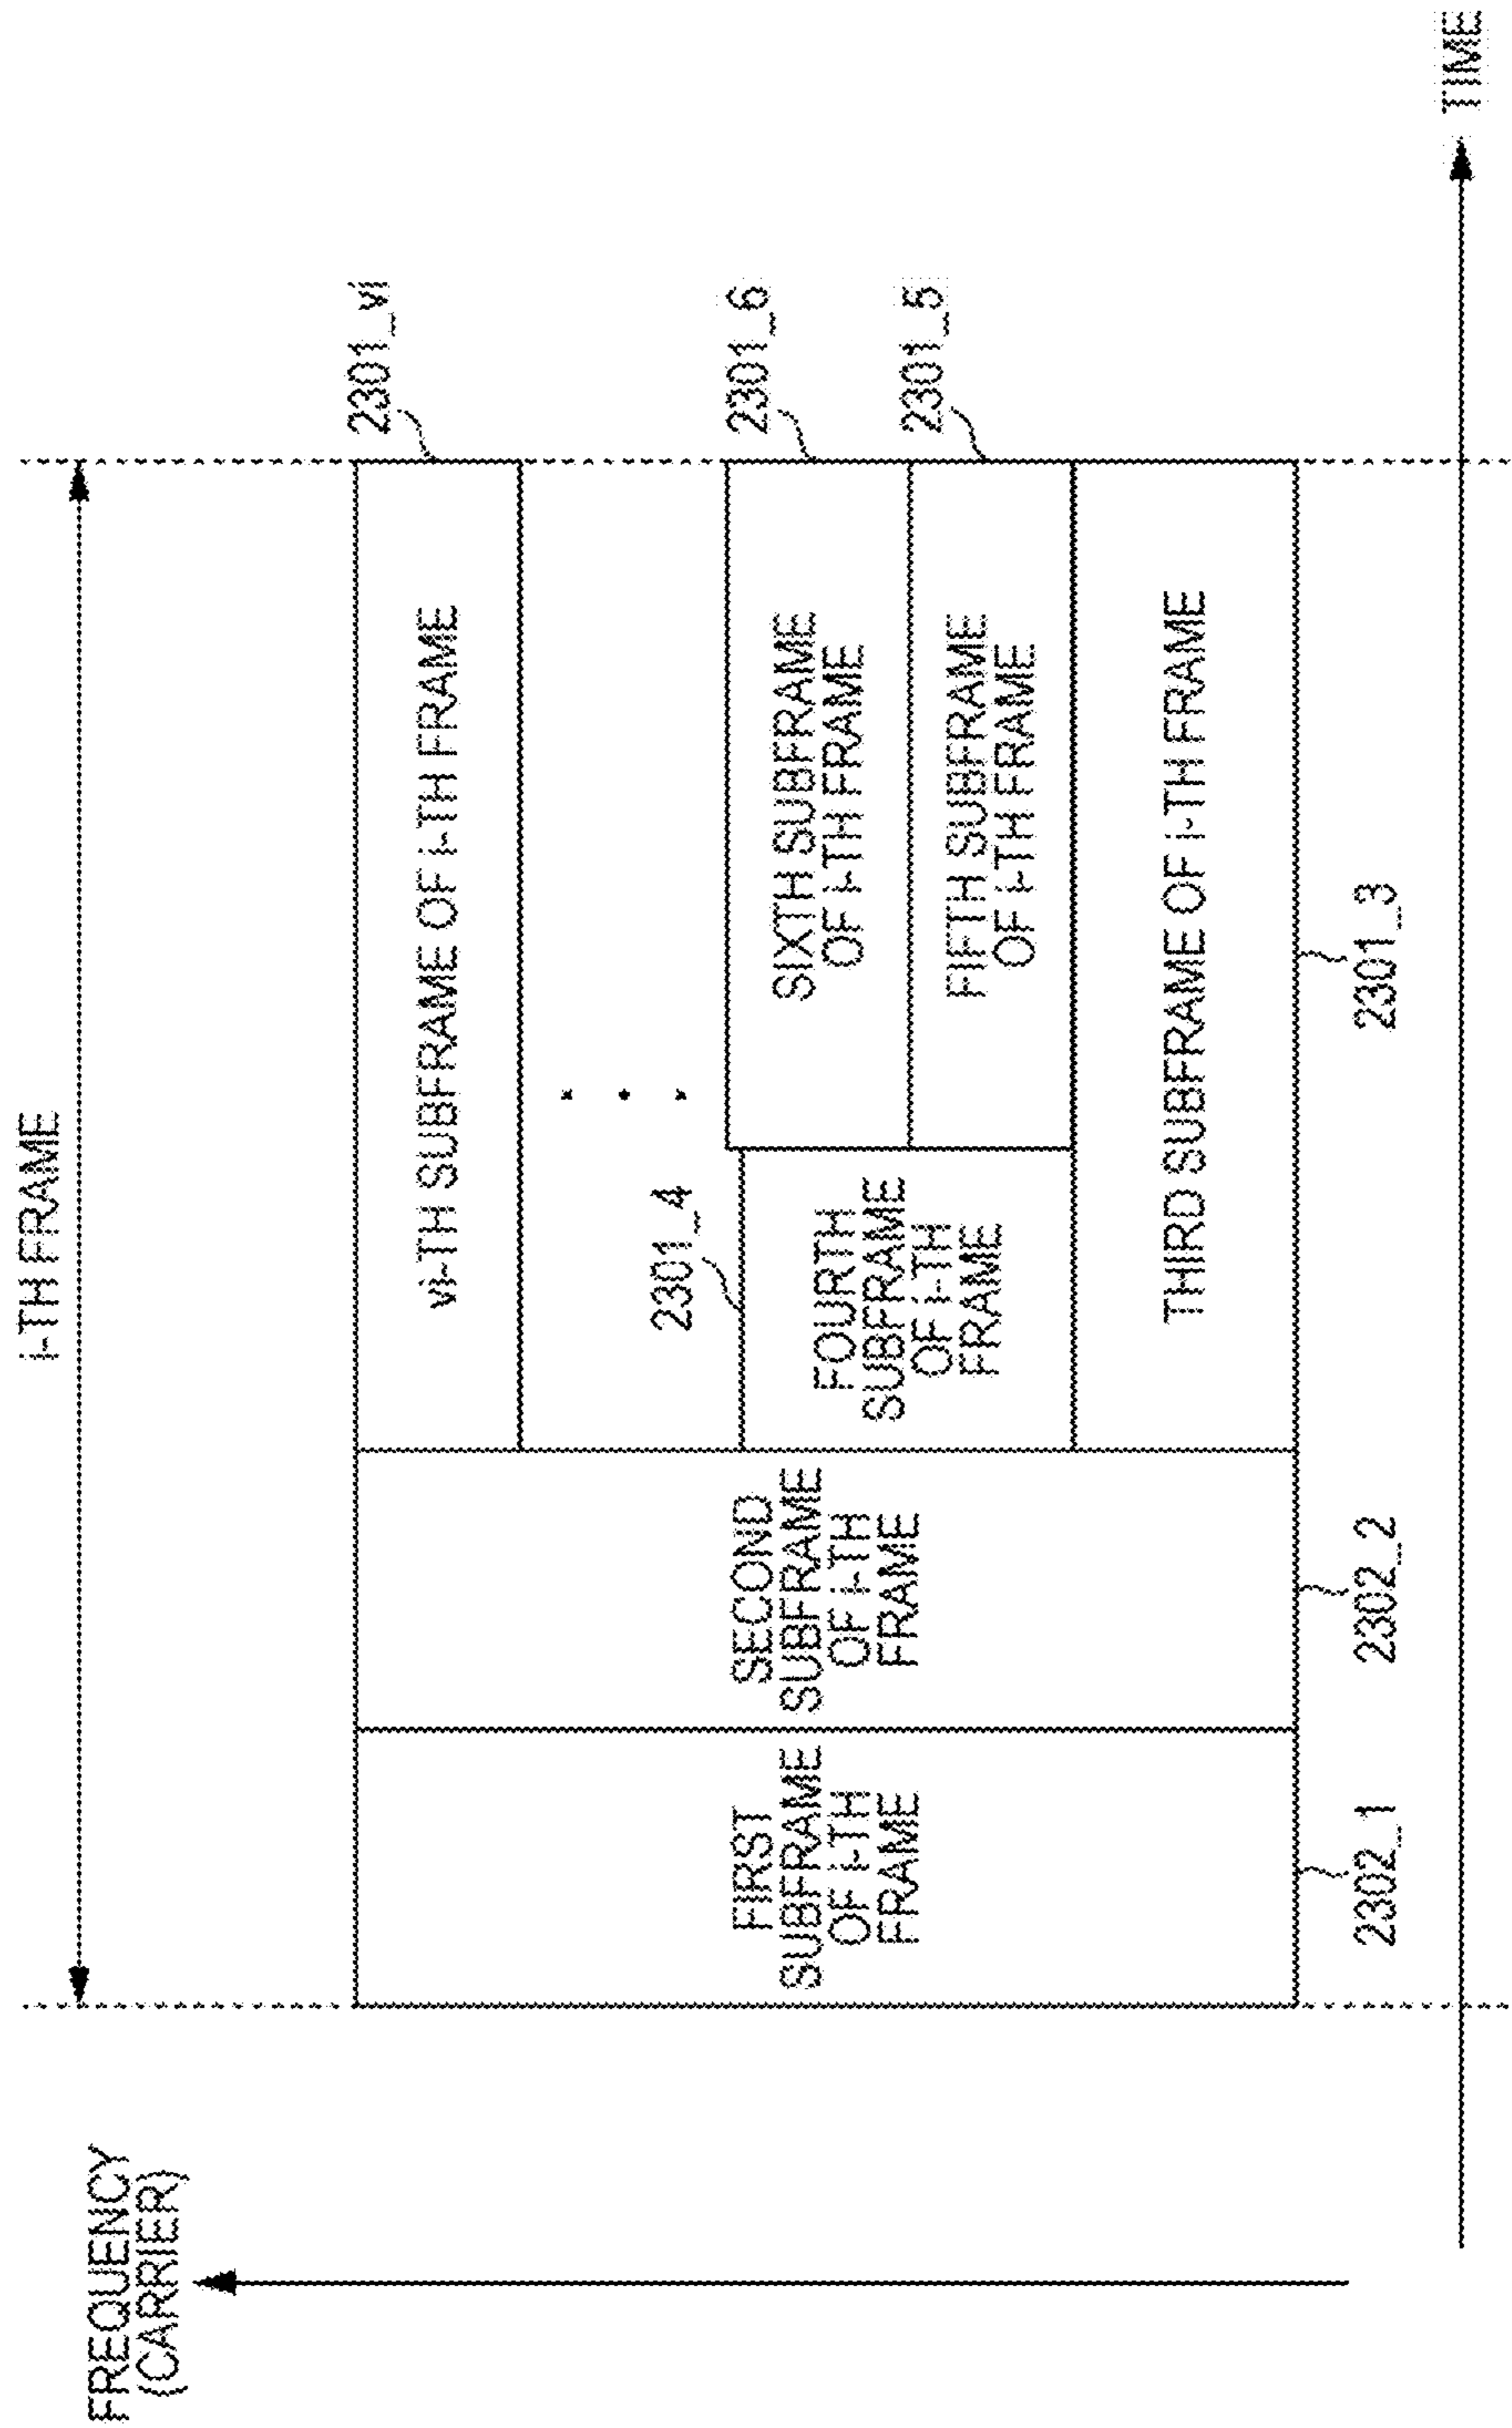 i-TH FRAME
FREQUENCY
(CARRIER)
vi-TH SUBFRAME OF i-TH FRAME
2301_vi
2301_4
SIXTH SUBFRAME
OF i-TH FRAME
2301_6
FIFTH SUBFRAME
OF i-TH FRAME
2301_5
FIRST
SUBFRAME
OF i-TH
FRAME
SECOND
SUBFRAME
OF i-TH
FRAME
FOURTH
SUBFRAME
OF i-TH
FRAME
THIRD SUBFRAME OF i-TH FRAME
2302_1
2302_2
2301_3
TIME